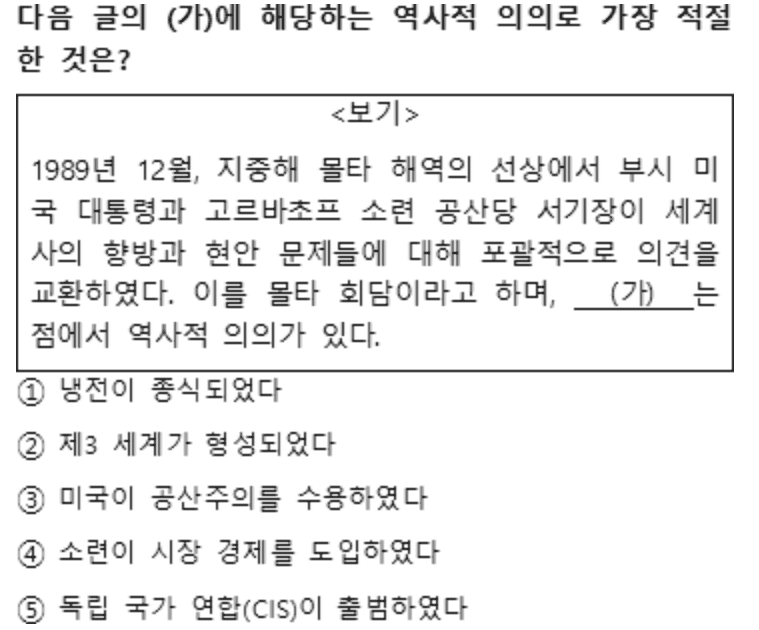 다음 글의 (가)에 해당하는 역사적 의의로 가장 적절
한 것은?
<보기>
1989년 12월, 지중해 몰타 해역의 선상에서 부시 미
국 대통령과 고르바초프 소련 공산당 서기장이 세계
사의 향방과 현안 문제들에 대해 포괄적으로 의견을
교환하였다. 이를 몰타 회담이라고 하며, (가) 는
점에서 역사적 의의가 있다.
① 냉전이 종식되었다
② 제3 세계가 형성되었다
③ 미국이 공산주의를 수용하였다
④ 소련이 시장 경제를 도입하였다
⑤ 독립 국가 연합(CIS)이 출범하였다